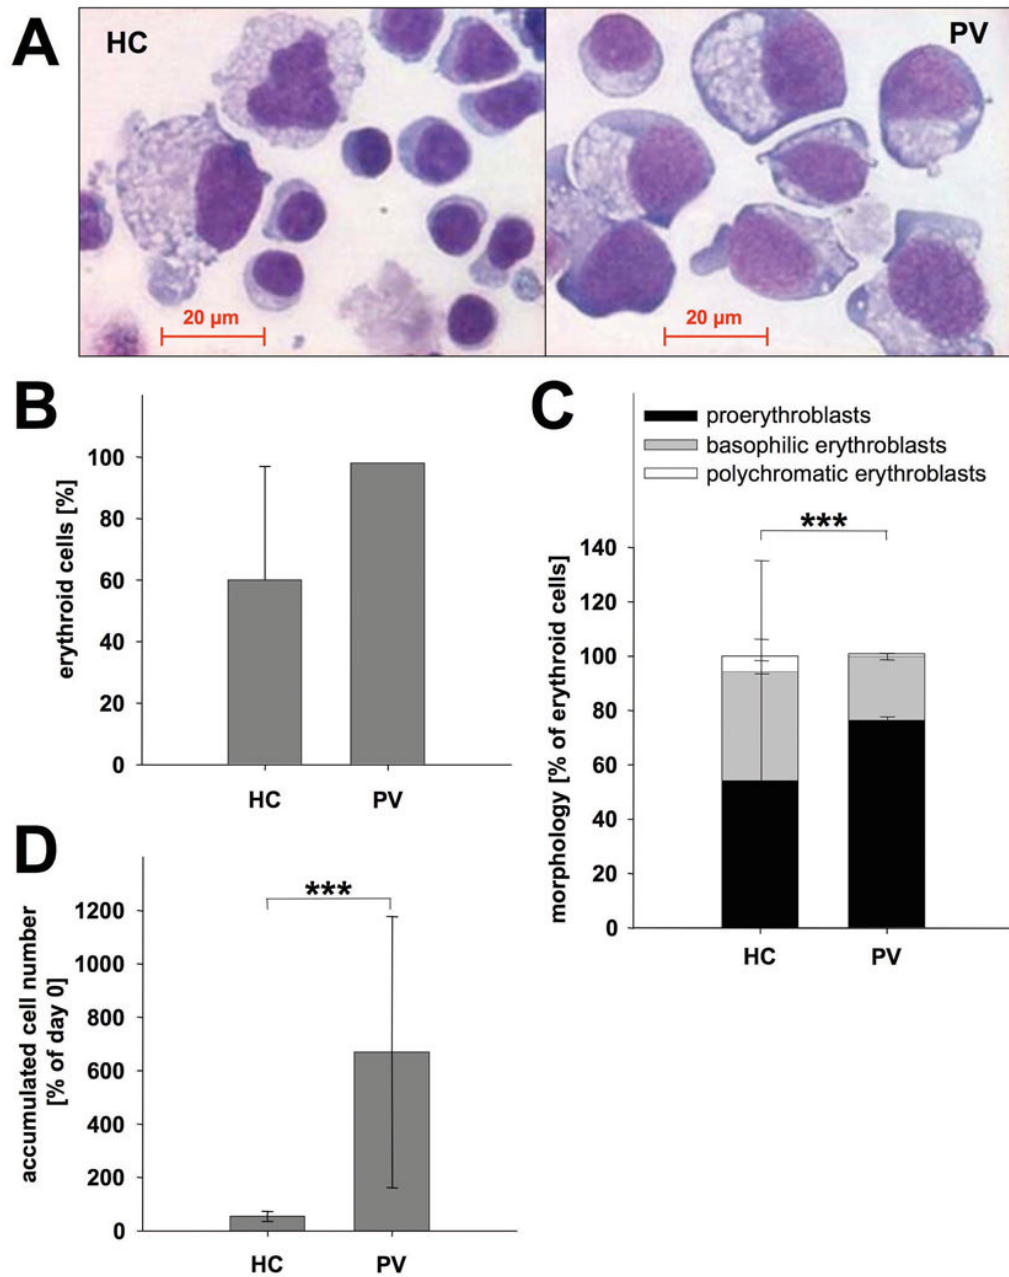 A
HC
PV
20 µm
20 µm
B
erythroid cells [%]
100
80
60
40
20
0
HC
PV
C
proerythroblasts
basophilic erythroblasts
polychromatic erythroblasts
***
morphology [% of erythroid cells]
140
120
100
80
60
40
20
0
HC
PV
D
accumulated cell number
[% of day 0]
***
1200
1000
800
600
400
200
0
HC
PV